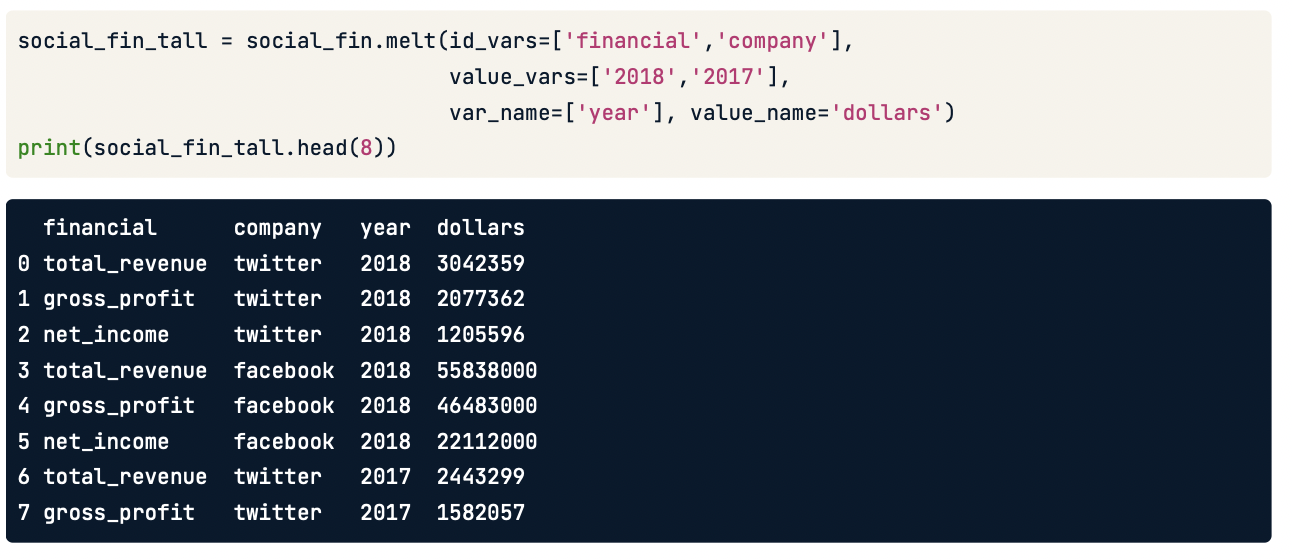 social_fin_tall = social_fin.melt(id_vars=['financial','company'],
value_vars=['2018','2017'],
var_name=['year'], value_name='dollars')
print(social_fin_tall.head(8))
financial company year dollars
0 total_revenue twitter 2018 3042359
1 gross_profit twitter 2018 2077362
2 net_income twitter 2018 1205596
3 total_revenue facebook 2018 55838000
4 gross_profit facebook 2018 46483000
5 net_income facebook 2018 22112000
6 total_revenue twitter 2017 2443299
7 gross_profit twitter 2017 1582057